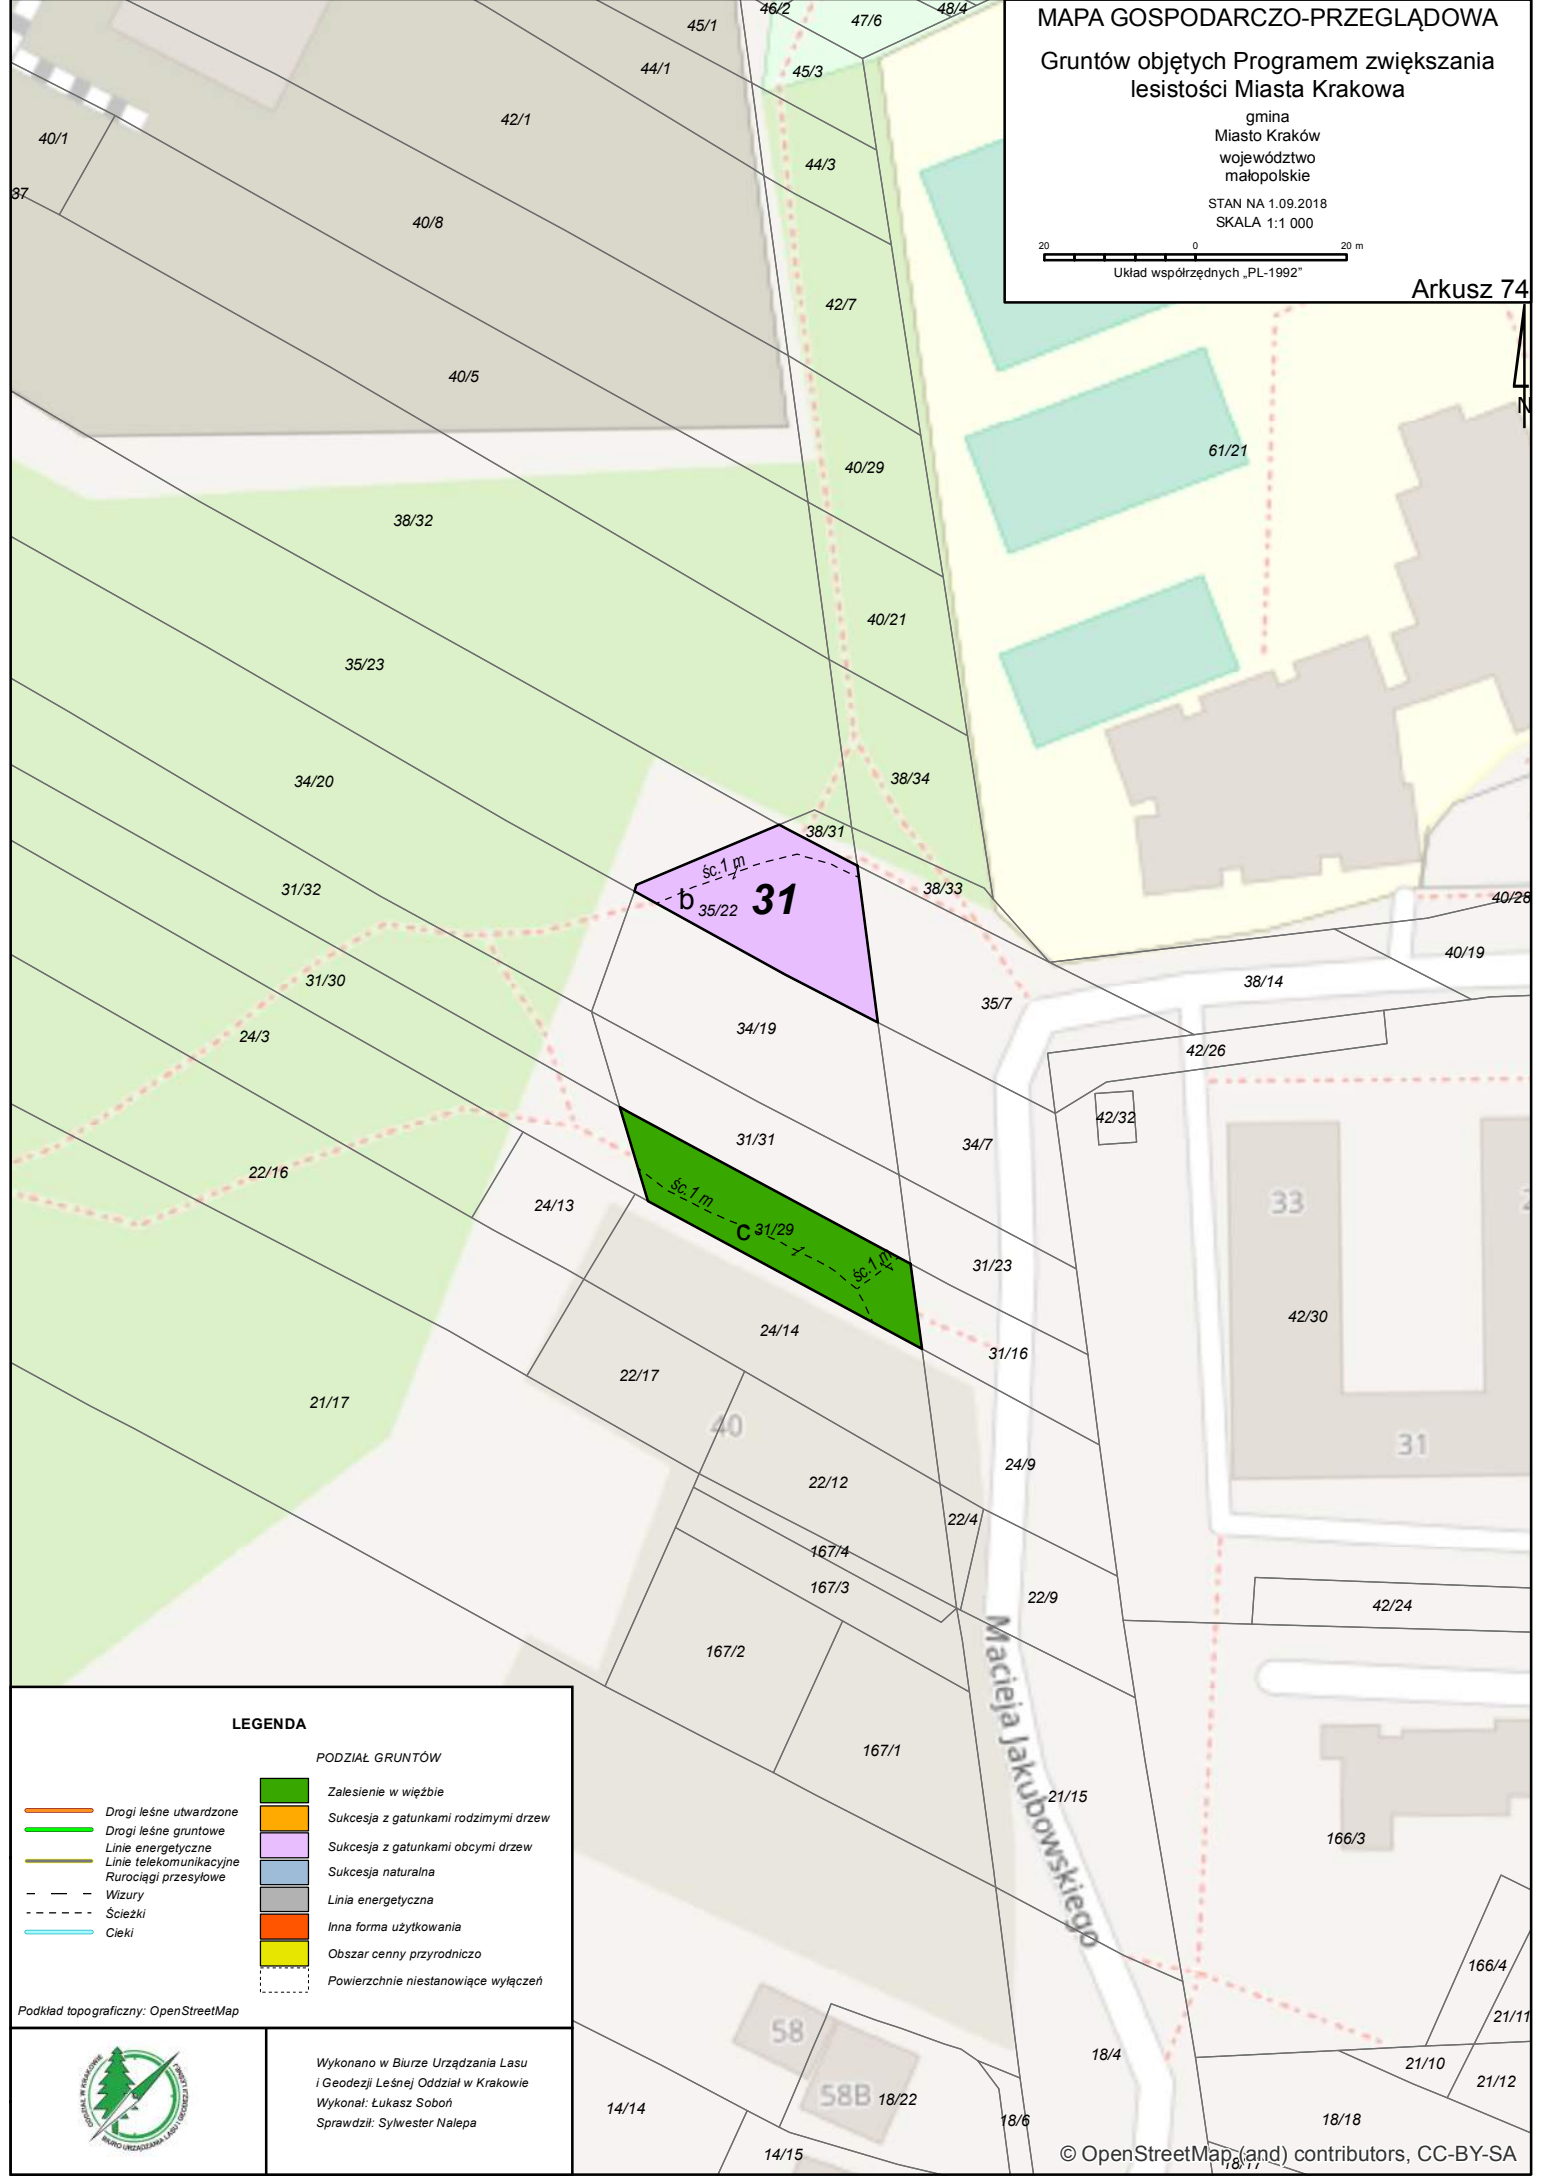 MAPA GOSPODARCZO-PRZEGLĄDOWA
Gruntów objętych Programem zwiększania
lesistości Miasta Krakowa
gmina
Miasto Kraków
województwo
małopolskie
STAN NA 1.09.2018
SKALA 1:1 000
20 0 20 m
Układ współrzędnych „PL-1992”
Arkusz 74
N
46/2
47/6
48/4
45/1
44/1
45/3
42/1
40/1
44/3
37
40/8
42/7
40/5
40/29
61/21
38/32
40/21
35/23
38/34
34/20
38/31
śc.1 m
31/32
b
35/22
31
38/33
40/28
40/19
31/30
38/14
35/7
24/3
34/19
42/26
42/32
31/31
34/7
22/16
24/13
śc.1 m
33
c
31/29
śc.1 m
31/23
42/30
24/14
31/16
22/17
21/17
40
31
24/9
22/12
22/4
167/4
167/3
22/9
42/24
167/2
Macieja Jakubowskiego
167/1
21/15
166/3
166/4
21/11
58
18/4
21/10
21/12
58B
18/22
14/14
18/6
18/18
14/15
18/17
LEGENDA
PODZIAŁ GRUNTÓW
Drogi leśne utwardzone
Drogi leśne gruntowe
Linie energetyczne
Linie telekomunikacyjne
Rurociągi przesyłowe
Wizury
Ścieżki
Cieki
Zalesienie w więźbie
Sukcesja z gatunkami rodzimymi drzew
Sukcesja z gatunkami obcymi drzew
Sukcesja naturalna
Linia energetyczna
Inna forma użytkowania
Obszar cenny przyrodniczo
Powierzchnie niestanowiące wyłączeń
Podkład topograficzny: OpenStreetMap
ODDZIAŁ W KRAKOWIE
BIURO URZĄDZANIA LASU I GEODEZJI LEŚNEJ
Wykonano w Biurze Urządzania Lasu
i Geodezji Leśnej Oddział w Krakowie
Wykonał: Łukasz Soboń
Sprawdził: Sylwester Nalepa
© OpenStreetMap (and) contributors, CC-BY-SA